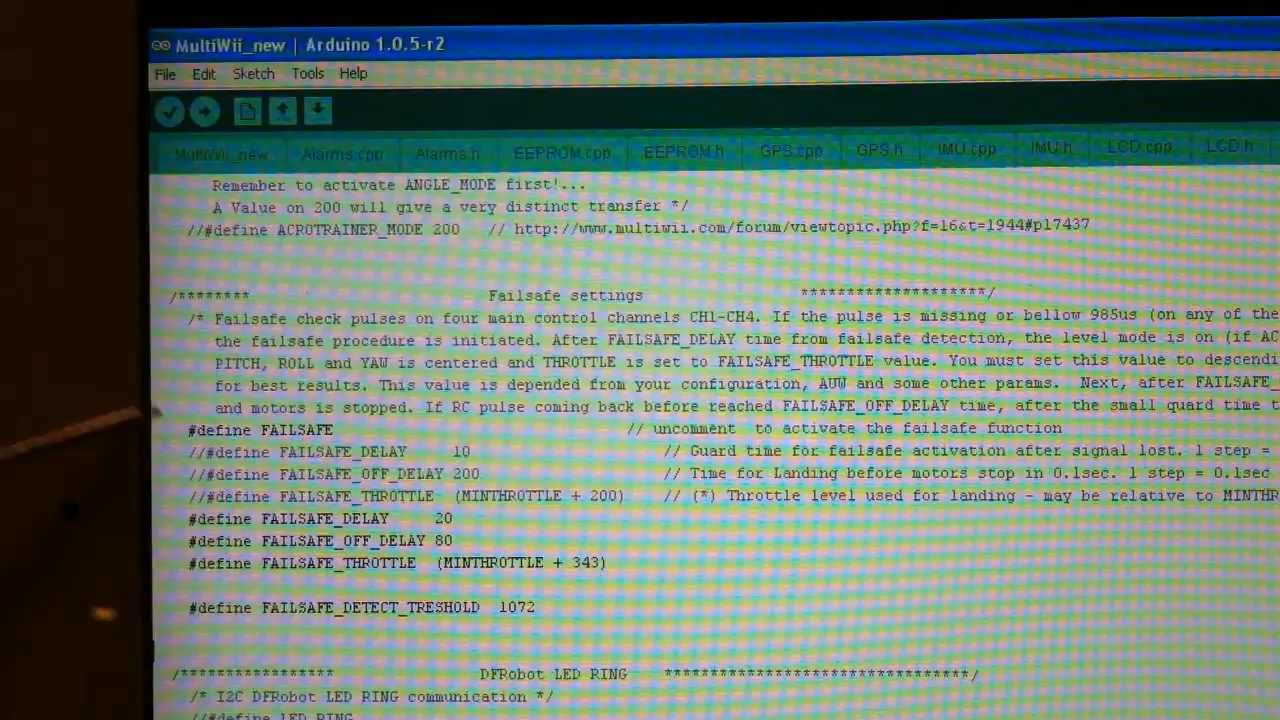 MultiWii_new | Arduino 1.0.5-r2
File Edit Sketch Tools Help
MultiWii_new Alarms.cpp Alarms.h EEPROM.cpp EEPROM.h GPS.cpp GPS.h IMU.cpp IMU.h LCD.cpp LCD.h
Remember to activate ANGLE_MODE first!...
A Value on 200 will give a very distinct transfer */
//#define ACROTRAINER_MODE 200 // http://www.multiwii.com/forum/viewtopic.php?f=16&t=1944#p17437
/******** Failsafe settings ********************/
/* Failsafe check pulses on four main control channels CH1-CH4. If the pulse is missing or bellow 985us (on any of the
the failsafe procedure is initiated. After FAILSAFE_DELAY time from failsafe detection, the level mode is on (if AC
PITCH, ROLL and YAW is centered and THROTTLE is set to FAILSAFE_THROTTLE value. You must set this value to descendi
for best results. This value is depended from your configuration, AUW and some other params. Next, after FAILSAFE_
and motors is stopped. If RC pulse coming back before reached FAILSAFE_OFF_DELAY time, after the small quard time t
#define FAILSAFE // uncomment to activate the failsafe function
//#define FAILSAFE_DELAY 10 // Guard time for failsafe activation after signal lost. 1 step =
//#define FAILSAFE_OFF_DELAY 200 // Time for Landing before motors stop in 0.1sec. 1 step = 0.1sec
//#define FAILSAFE_THROTTLE (MINTHROTTLE + 200) // (*) Throttle level used for landing - may be relative to MINTHR
#define FAILSAFE_DELAY 20
#define FAILSAFE_OFF_DELAY 80
#define FAILSAFE_THROTTLE (MINTHROTTLE + 343)
#define FAILSAFE_DETECT_TRESHOLD 1072
/***************** DFRobot LED RING *********************************/
/* I2C DFRobot LED RING communication */
//#define LED_RING